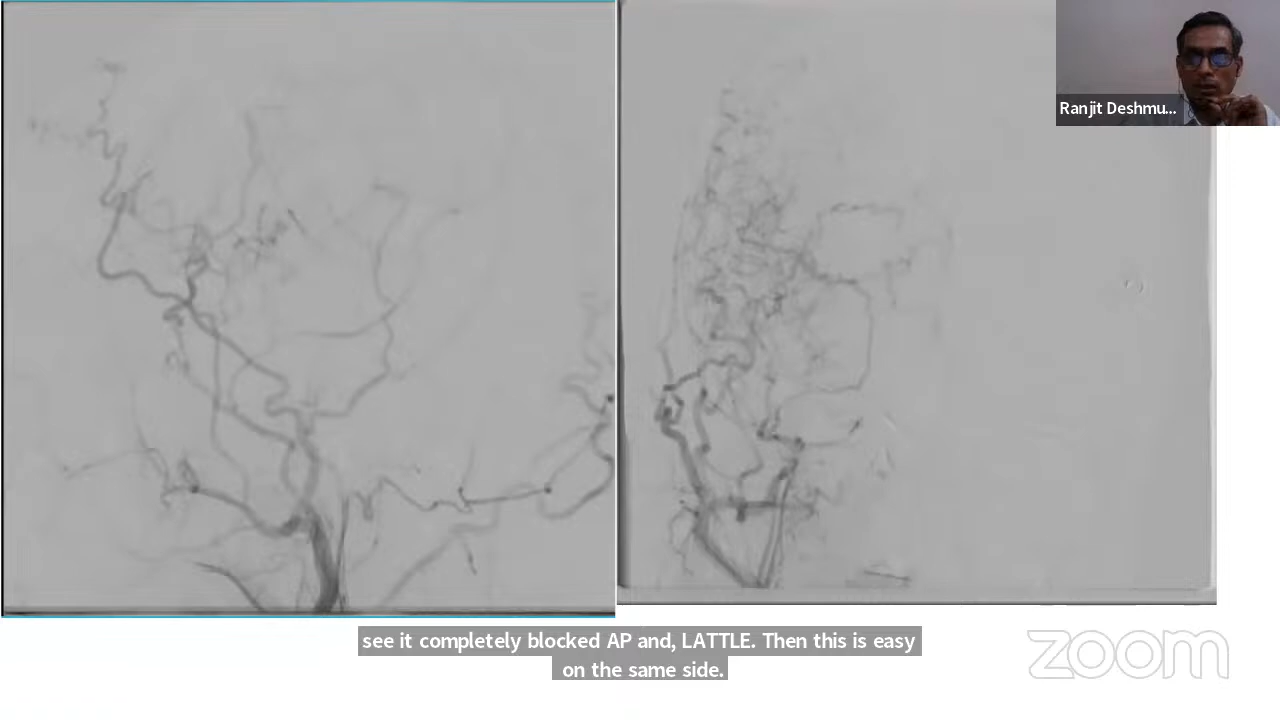 Ranjit Deshmu...
see it completely blocked AP and, LATTLE. Then this is easy
on the same side.
zoom